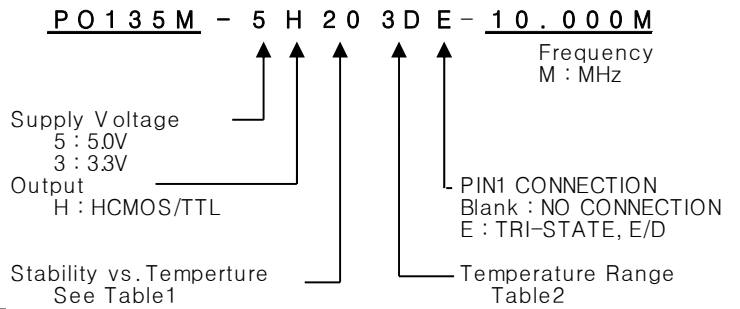 PO135M - 5 H 20 3D E - 10.000M
Frequency
M : MHz
Supply Voltage
5 : 5.0V
3 : 3.3V
Output
H : HCMOS/TTL
PIN1 CONNECTION
Blank : NO CONNECTION
E : TRI-STATE, E/D
Stability vs. Temperture
See Table1
Temperature Range
Table2